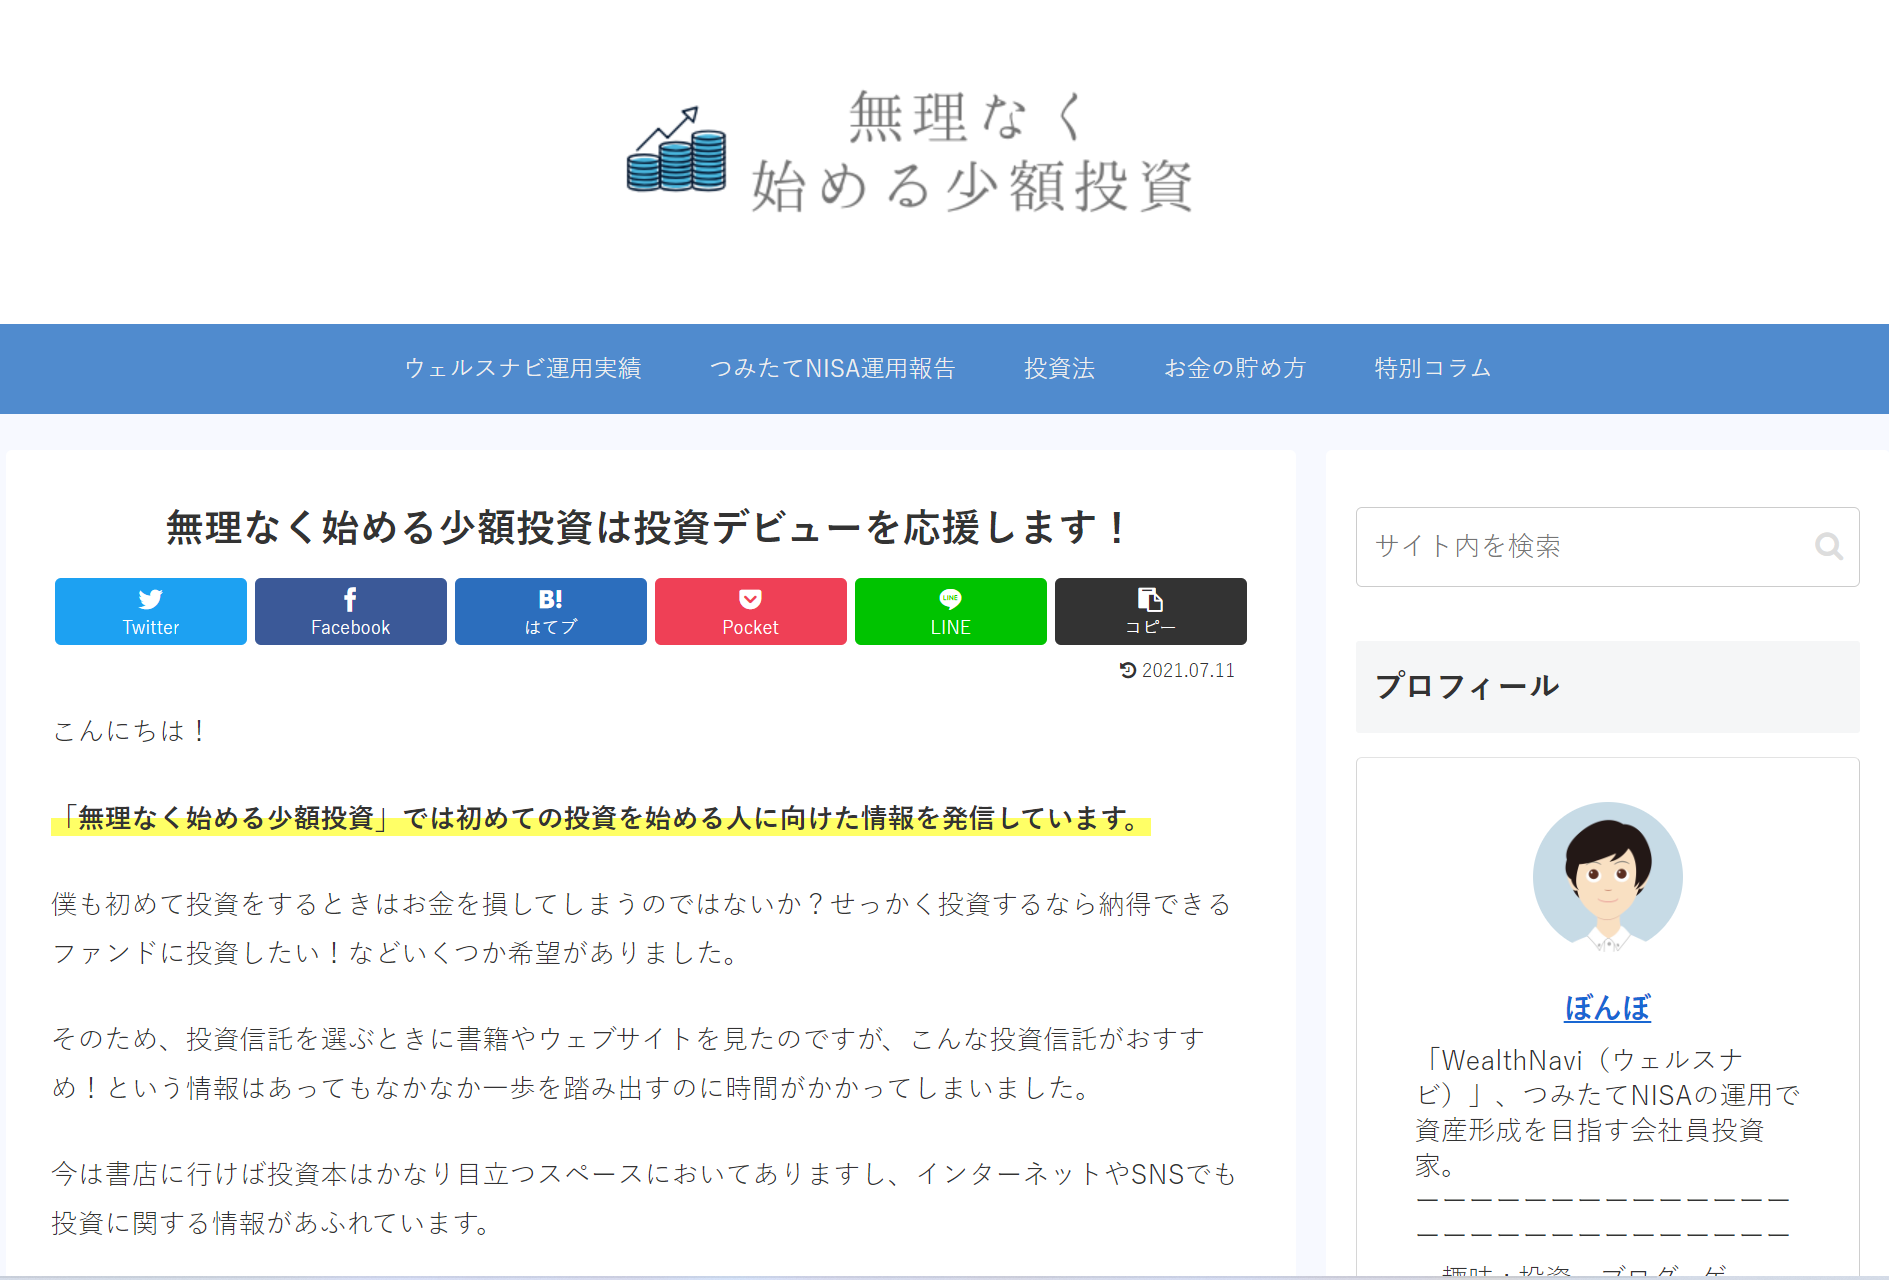 無理なく
始める少額投資
ウェルスナビ運用実績 つみたてNISA運用報告 投資法 お金の貯め方 特別コラム
無理なく始める少額投資は投資デビューを応援します！
Twitter
Facebook
B!
はてブ
Pocket
LINE
LINE
コピー
2021.07.11
こんにちは！
「無理なく始める少額投資」では初めての投資を始める人に向けた情報を発信しています。
僕も初めて投資をするときはお金を損してしまうのではないか？せっかく投資するなら納得できる
ファンドに投資したい！などいくつか希望がありました。
そのため、投資信託を選ぶときに書籍やウェブサイトを見たのですが、こんな投資信託がおすす
め！という情報はあってもなかなか一歩を踏み出すのに時間がかかってしまいました。
今は書店に行けば投資本はかなり目立つスペースにおいてありますし、インターネットやSNSでも
投資に関する情報があふれています。
サイト内を検索
プロフィール
ぼんぼ
「WealthNavi（ウェルスナ
ビ）」、つみたてNISAの運用で
資産形成を目指す会社員投資
家。
ーーーーーーーーーーーーーー
ーーーーーーーーーーーーーー
趣味：投資、ブログ、ゲ